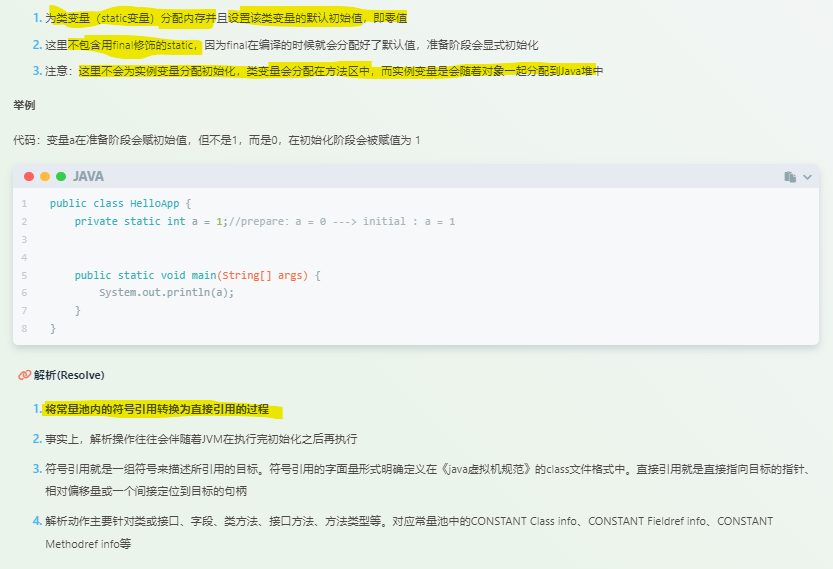 1. 为类变量（static变量）分配内存并且设置该类变量的默认初始值，即零值
2. 这里不包含用final修饰的static，因为final在编译的时候就会分配好了默认值，准备阶段会显式初始化
3. 注意：这里不会为实例变量分配初始化，类变量会分配在方法区中，而实例变量是会随着对象一起分配到Java堆中
举例
代码：变量a在准备阶段会赋初始值，但不是1，而是0，在初始化阶段会被赋值为 1
JAVA
1 public class HelloApp {
2     private static int a = 1;//prepare: a = 0 ---> initial : a = 1
3
4
5     public static void main(String[] args) {
6         System.out.println(a);
7     }
8 }
解析(Resolve)
1. 将常量池内的符号引用转换为直接引用的过程
2. 事实上，解析操作往往会伴随着JVM在执行完初始化之后再执行
3. 符号引用就是一组符号来描述所引用的目标。符号引用的字面量形式明确定义在《java虚拟机规范》的class文件格式中。直接引用就是直接指向目标的指针、
相对偏移量或一个间接定位到目标的句柄
4. 解析动作主要针对类或接口、字段、类方法、接口方法、方法类型等。对应常量池中的CONSTANT Class info、CONSTANT Fieldref info、CONSTANT
Methodref info等